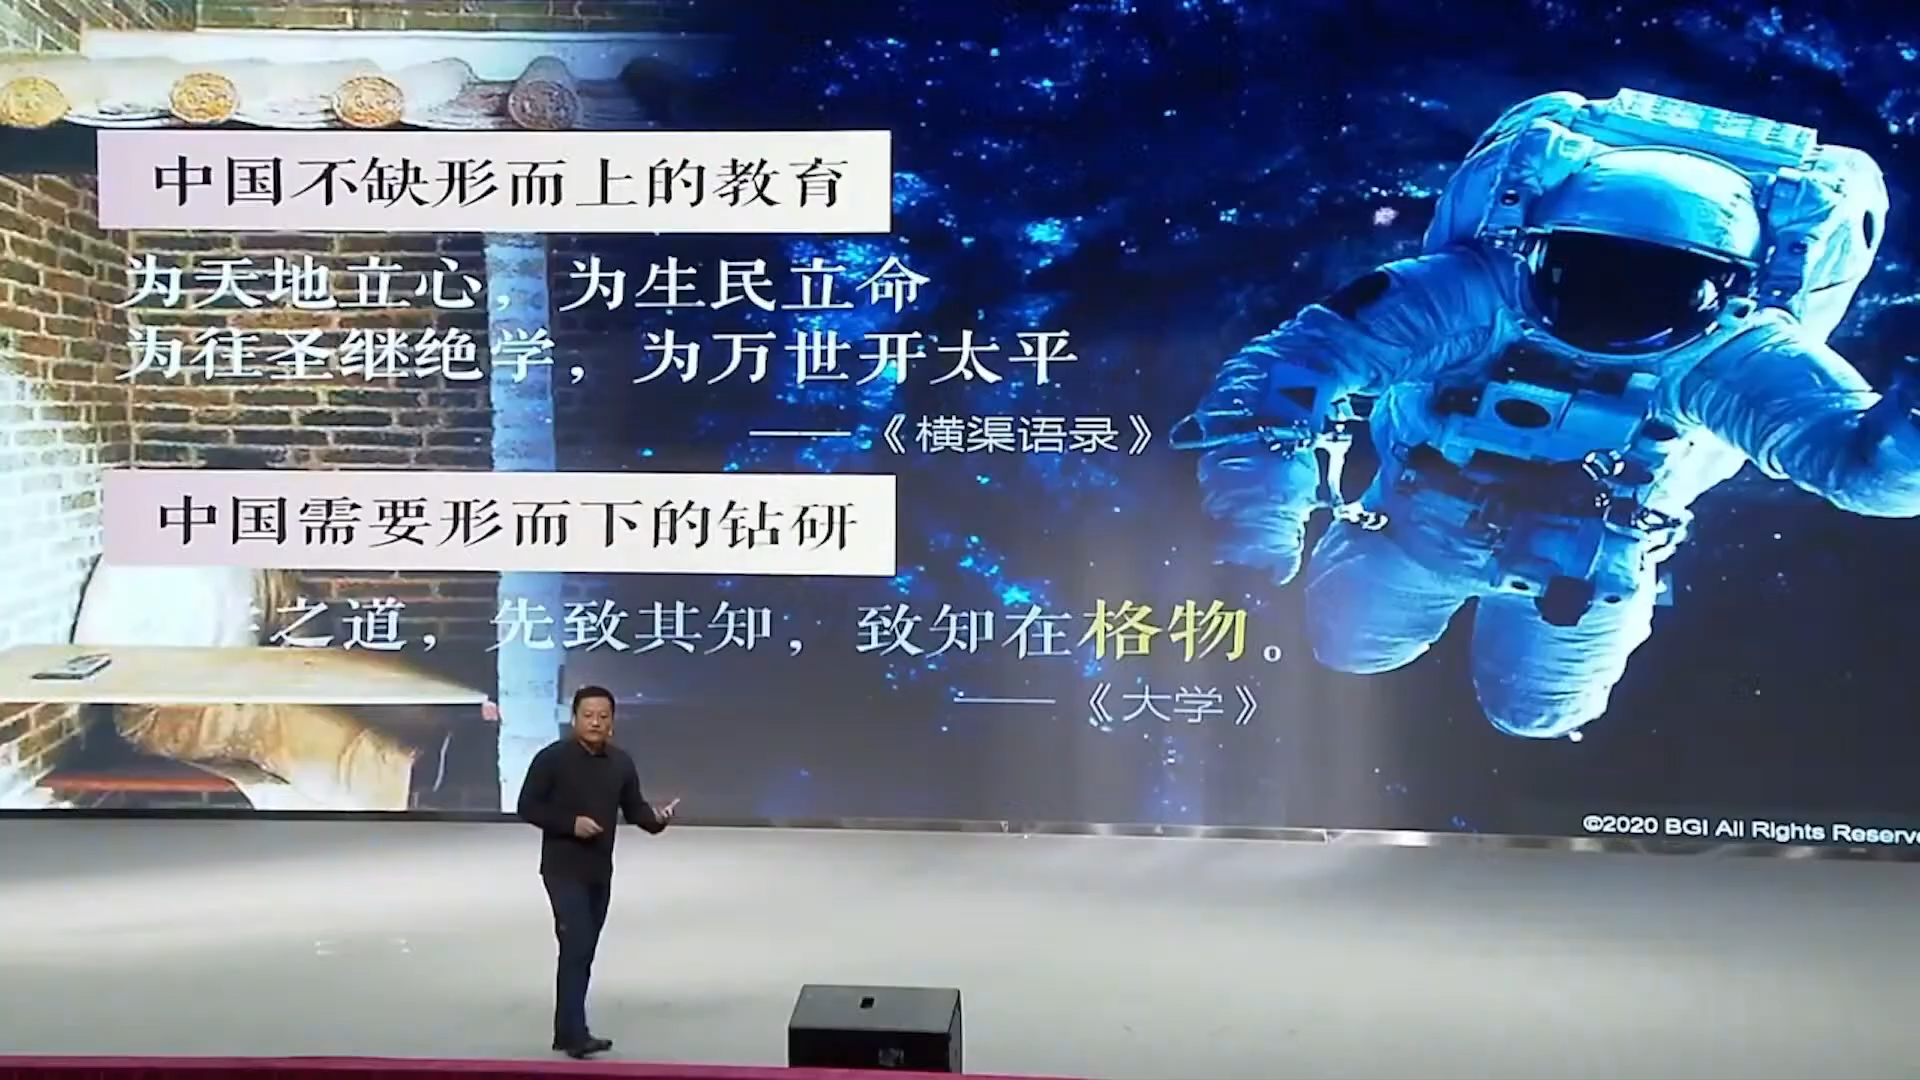 中国不缺形而上的教育
为天地立心，为生民立命
为往圣继绝学，为万世开太平
——《横渠语录》
中国需要形而下的钻研
之道，先致其知，致知在格物。
——《大学》
©2020 BGI All Rights Reserve